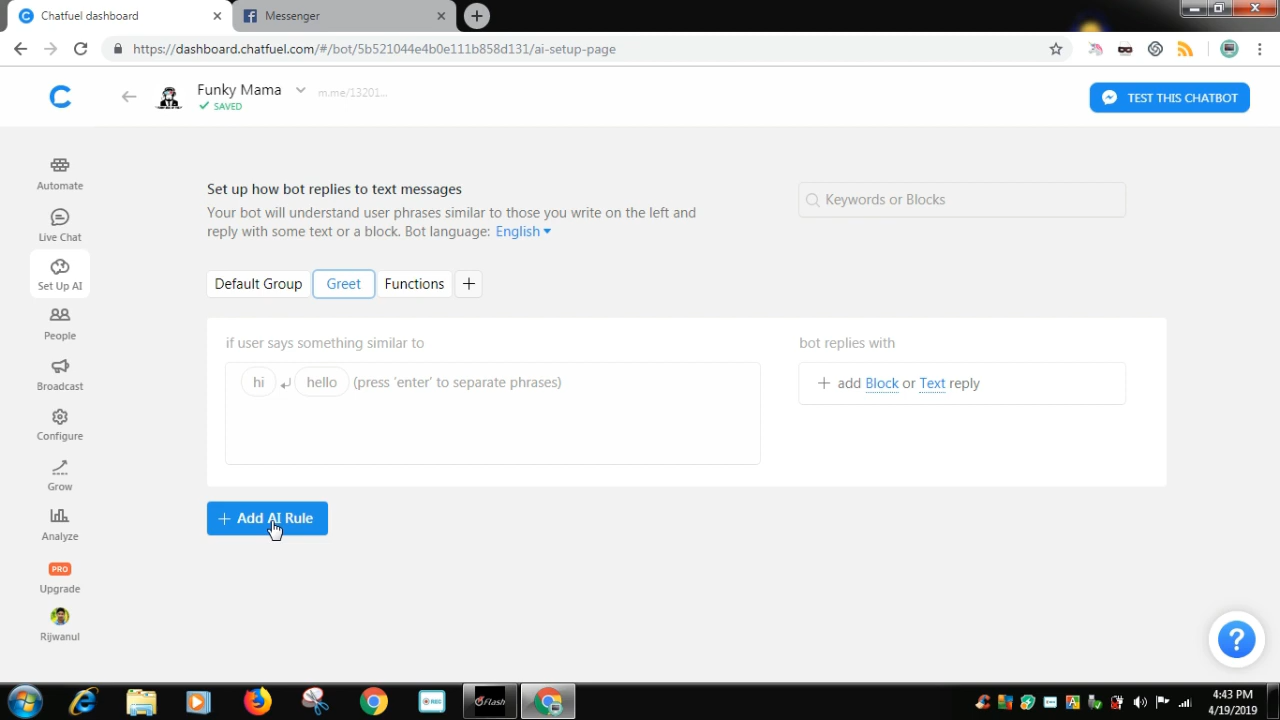 Chatfuel dashboard
Messenger
https://dashboard.chatfuel.com/#/bot/5b521044e4b0e111b858d131/ai-setup-page
Funky Mama
m.me/13201...
SAVED
TEST THIS CHATBOT
Automate
Live Chat
Set Up AI
People
Broadcast
Configure
Grow
Analyze
PRO
Upgrade
Rijwanul
Set up how bot replies to text messages
Your bot will understand user phrases similar to those you write on the left and
reply with some text or a block. Bot language: English
Keywords or Blocks
Default Group
Greet
Functions
+
if user says something similar to
bot replies with
hi hello (press 'enter' to separate phrases)
+ add Block or Text reply
+ Add AI Rule
?
REC
Flash
4:43 PM
4/19/2019